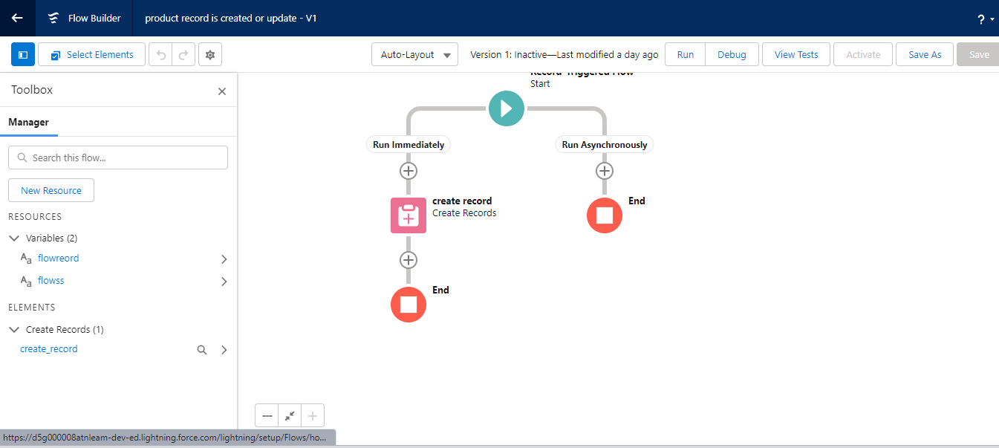 Flow Builder
product record is created or update - V1
?
Select Elements
Auto-Layout
Version 1: Inactive—Last modified a day ago
Run
Debug
View Tests
Activate
Save As
Save
Toolbox
Manager
Search this flow...
New Resource
RESOURCES
Variables (2)
Aa flowreord
Aa flowss
ELEMENTS
Create Records (1)
create_record
Record-Triggered Flow
Start
Run Immediately
Run Asynchronously
create record
Create Records
End
End
https://d5g000008atnleam-dev-ed.lightning.force.com/lightning/setup/Flows/ho...